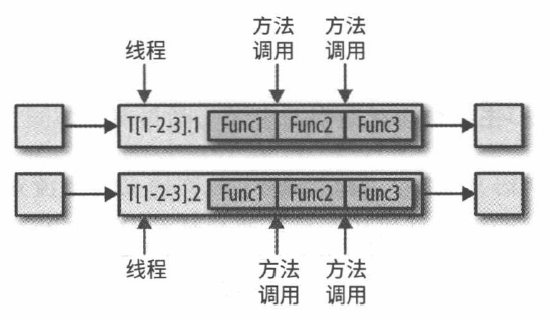 方法 方法
线程 调用 调用
T[1-2-3].1 Func1 Func2 Func3
T[1-2-3].2 Func1 Func2 Func3
线程 方法 方法
调用 调用